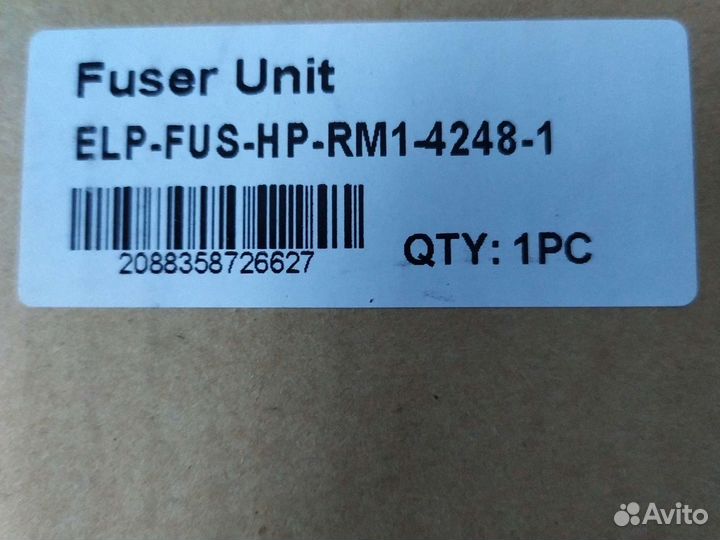 Fuser Unit
ELP-FUS-HP-RM1-4248-1
2088358726627
QTY: 1PC
Avito